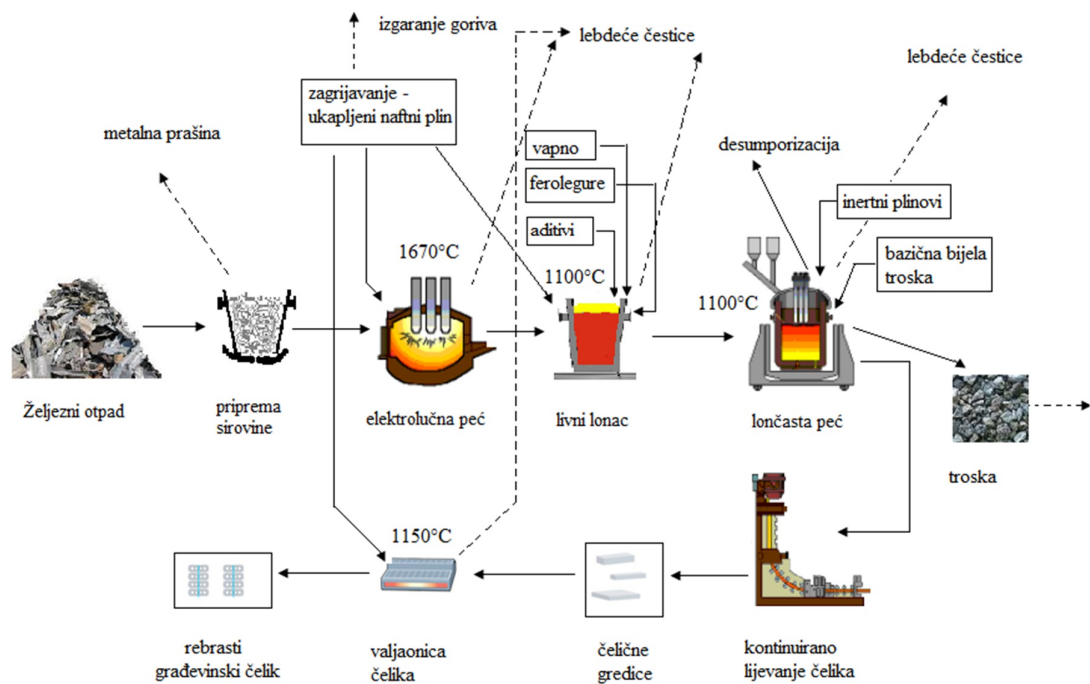 izgaranje goriva
lebdeće čestice
lebdeće čestice
zagrijavanje -
ukapljeni naftni plin
metalna prašina
vapno
desumporizacija
ferolegure
inertni plinovi
aditivi
1670°C
1100°C
bazična bijela
troska
1100°C
Željezni otpad
priprema
sirovine
elektrolučna peć
livni lonac
lončasta peć
troska
1150°C
rebrasti
građevinski čelik
valjaonica
čelika
čelične
gredice
kontinuirano
lijevanje čelika